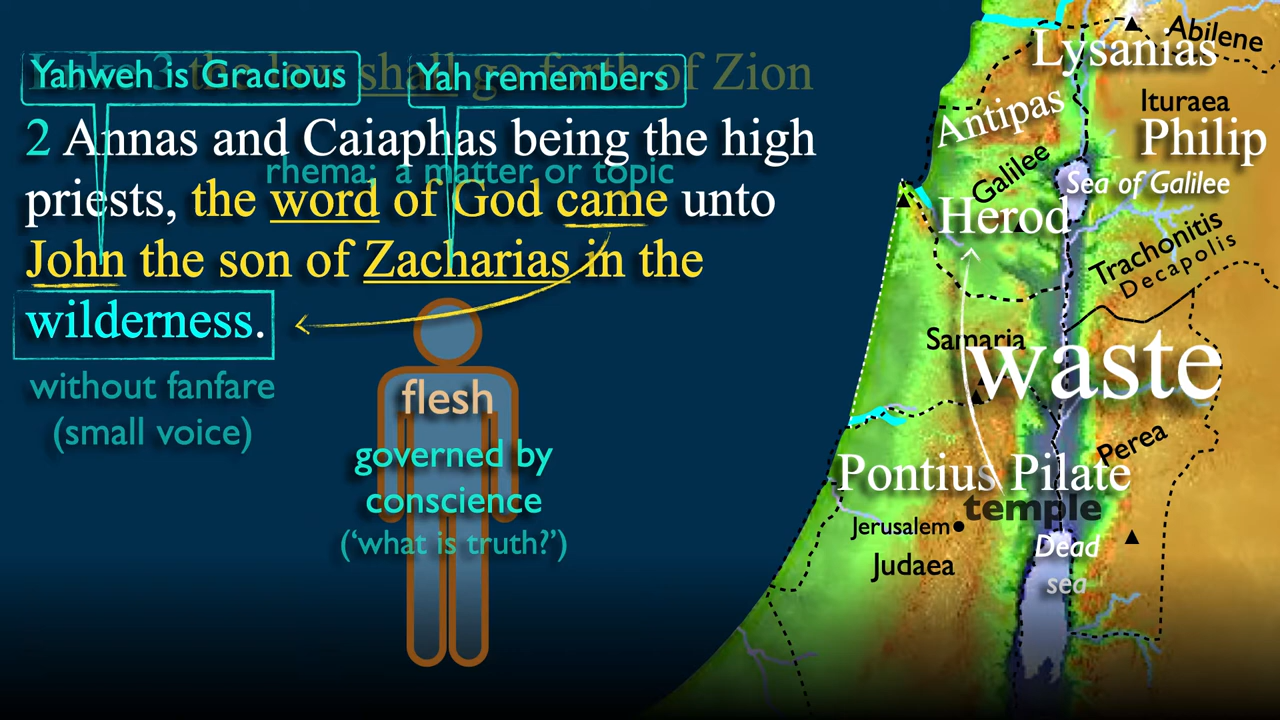 Luke 3 the law shall go forth of Zion
Yahweh is Gracious
Yah remembers
2 Annas and Caiaphas being the high
rhema: a matter or topic
priests, the word of God came unto
John the son of Zacharias in the
wilderness.
without fanfare
(small voice)
flesh
governed by
conscience
(‘what is truth?’)
Abilene
Lysanias
Ituraea
Antipas
Philip
Galilee
Sea of Galilee
Herod
Trachonitis
Decapolis
Samaria
waste
Perea
Pontius Pilate
temple
Jerusalem
Dead
sea
Judaea